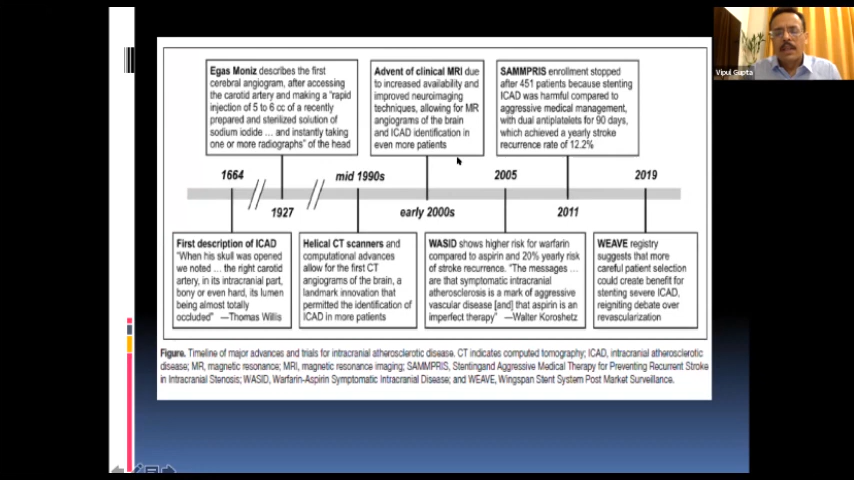 Vipul Gupta
Egas Moniz describes the first
cerebral angiogram, after accessing
the carotid artery and making a "rapid
injection of 5 to 6 cc of a recently
prepared and sterilized solution of
sodium iodide ... and instantly taking
one or more radiographs" of the head
Advent of clinical MRI due
to increased availability and
improved neuroimaging
techniques, allowing for MR
angiograms of the brain
and ICAD identification in
even more patients
SAMMPRIS enrollment stopped
after 451 patients because stenting
ICAD was harmful compared to
aggressive medical management,
with dual antiplatelets for 90 days,
which achieved a yearly stroke
recurrence rate of 12.2%
1664
1927
mid 1990s
early 2000s
2005
2011
2019
First description of ICAD
"When his skull was opened
we noted ... the right carotid
artery, in its intracranial part,
bony or even hard, its lumen
being almost totally
occluded" —Thomas Willis
Helical CT scanners and
computational advances
allow for the first CT
angiograms of the brain, a
landmark innovation that
permitted the identification of
ICAD in more patients
WASID shows higher risk for warfarin
compared to aspirin and 20% yearly risk
of stroke recurrence. "The messages ...
are that symptomatic intracranial
atherosclerosis is a mark of aggressive
vascular disease [and] that aspirin is an
imperfect therapy" —Walter Koroshetz
WEAVE registry
suggests that more
careful patient selection
could create benefit for
stenting severe ICAD,
reigniting debate over
revascularization
Figure. Timeline of major advances and trials for intracranial atherosclerotic disease. CT indicates computed tomography; ICAD, intracranial atherosclerotic
disease; MR, magnetic resonance; MRI, magnetic resonance imaging; SAMMPRIS, Stentingand Aggressive Medical Therapy for Preventing Recurrent Stroke
in Intracranial Stenosis; WASID, Warfarin-Aspirin Symptomatic Intracranial Disease; and WEAVE, Wingspan Stent System Post Market Surveillance.